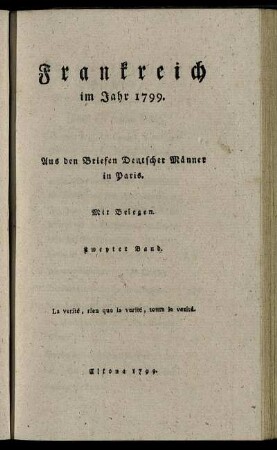 Frankreich
im Jahr 1799.
Aus den Briefen Deutscher Männer
in Paris.
Mit Belegen.
Zweyter Band.
La verité, rien que la varité, toute la verité.
Altona 1799.